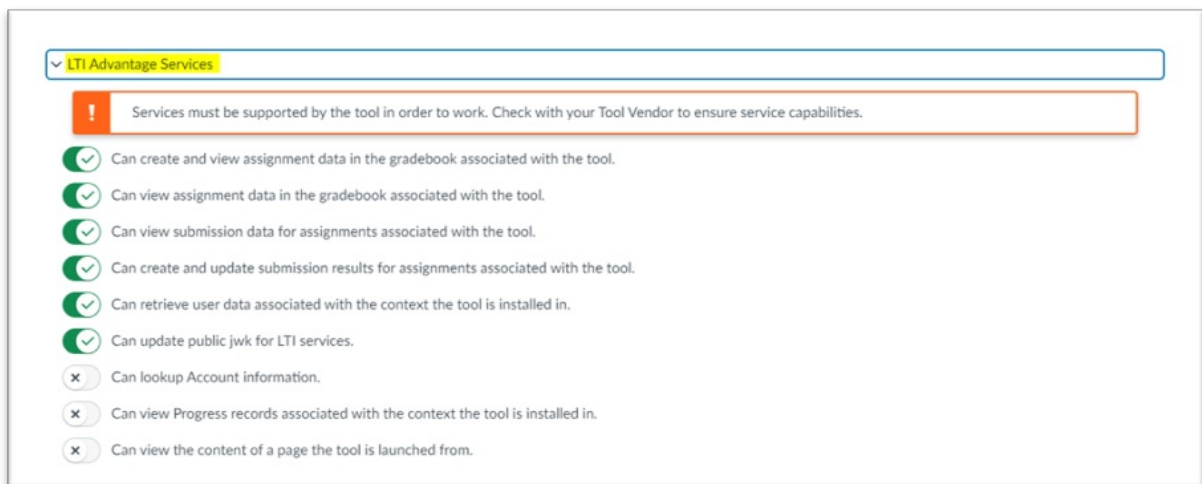 LTI Advantage Services
! Services must be supported by the tool in order to work. Check with your Tool Vendor to ensure service capabilities.
Can create and view assignment data in the gradebook associated with the tool.
Can view assignment data in the gradebook associated with the tool.
Can view submission data for assignments associated with the tool.
Can create and update submission results for assignments associated with the tool.
Can retrieve user data associated with the context the tool is installed in.
Can update public jwk for LTI services.
Can lookup Account information.
Can view Progress records associated with the context the tool is installed in.
Can view the content of a page the tool is launched from.